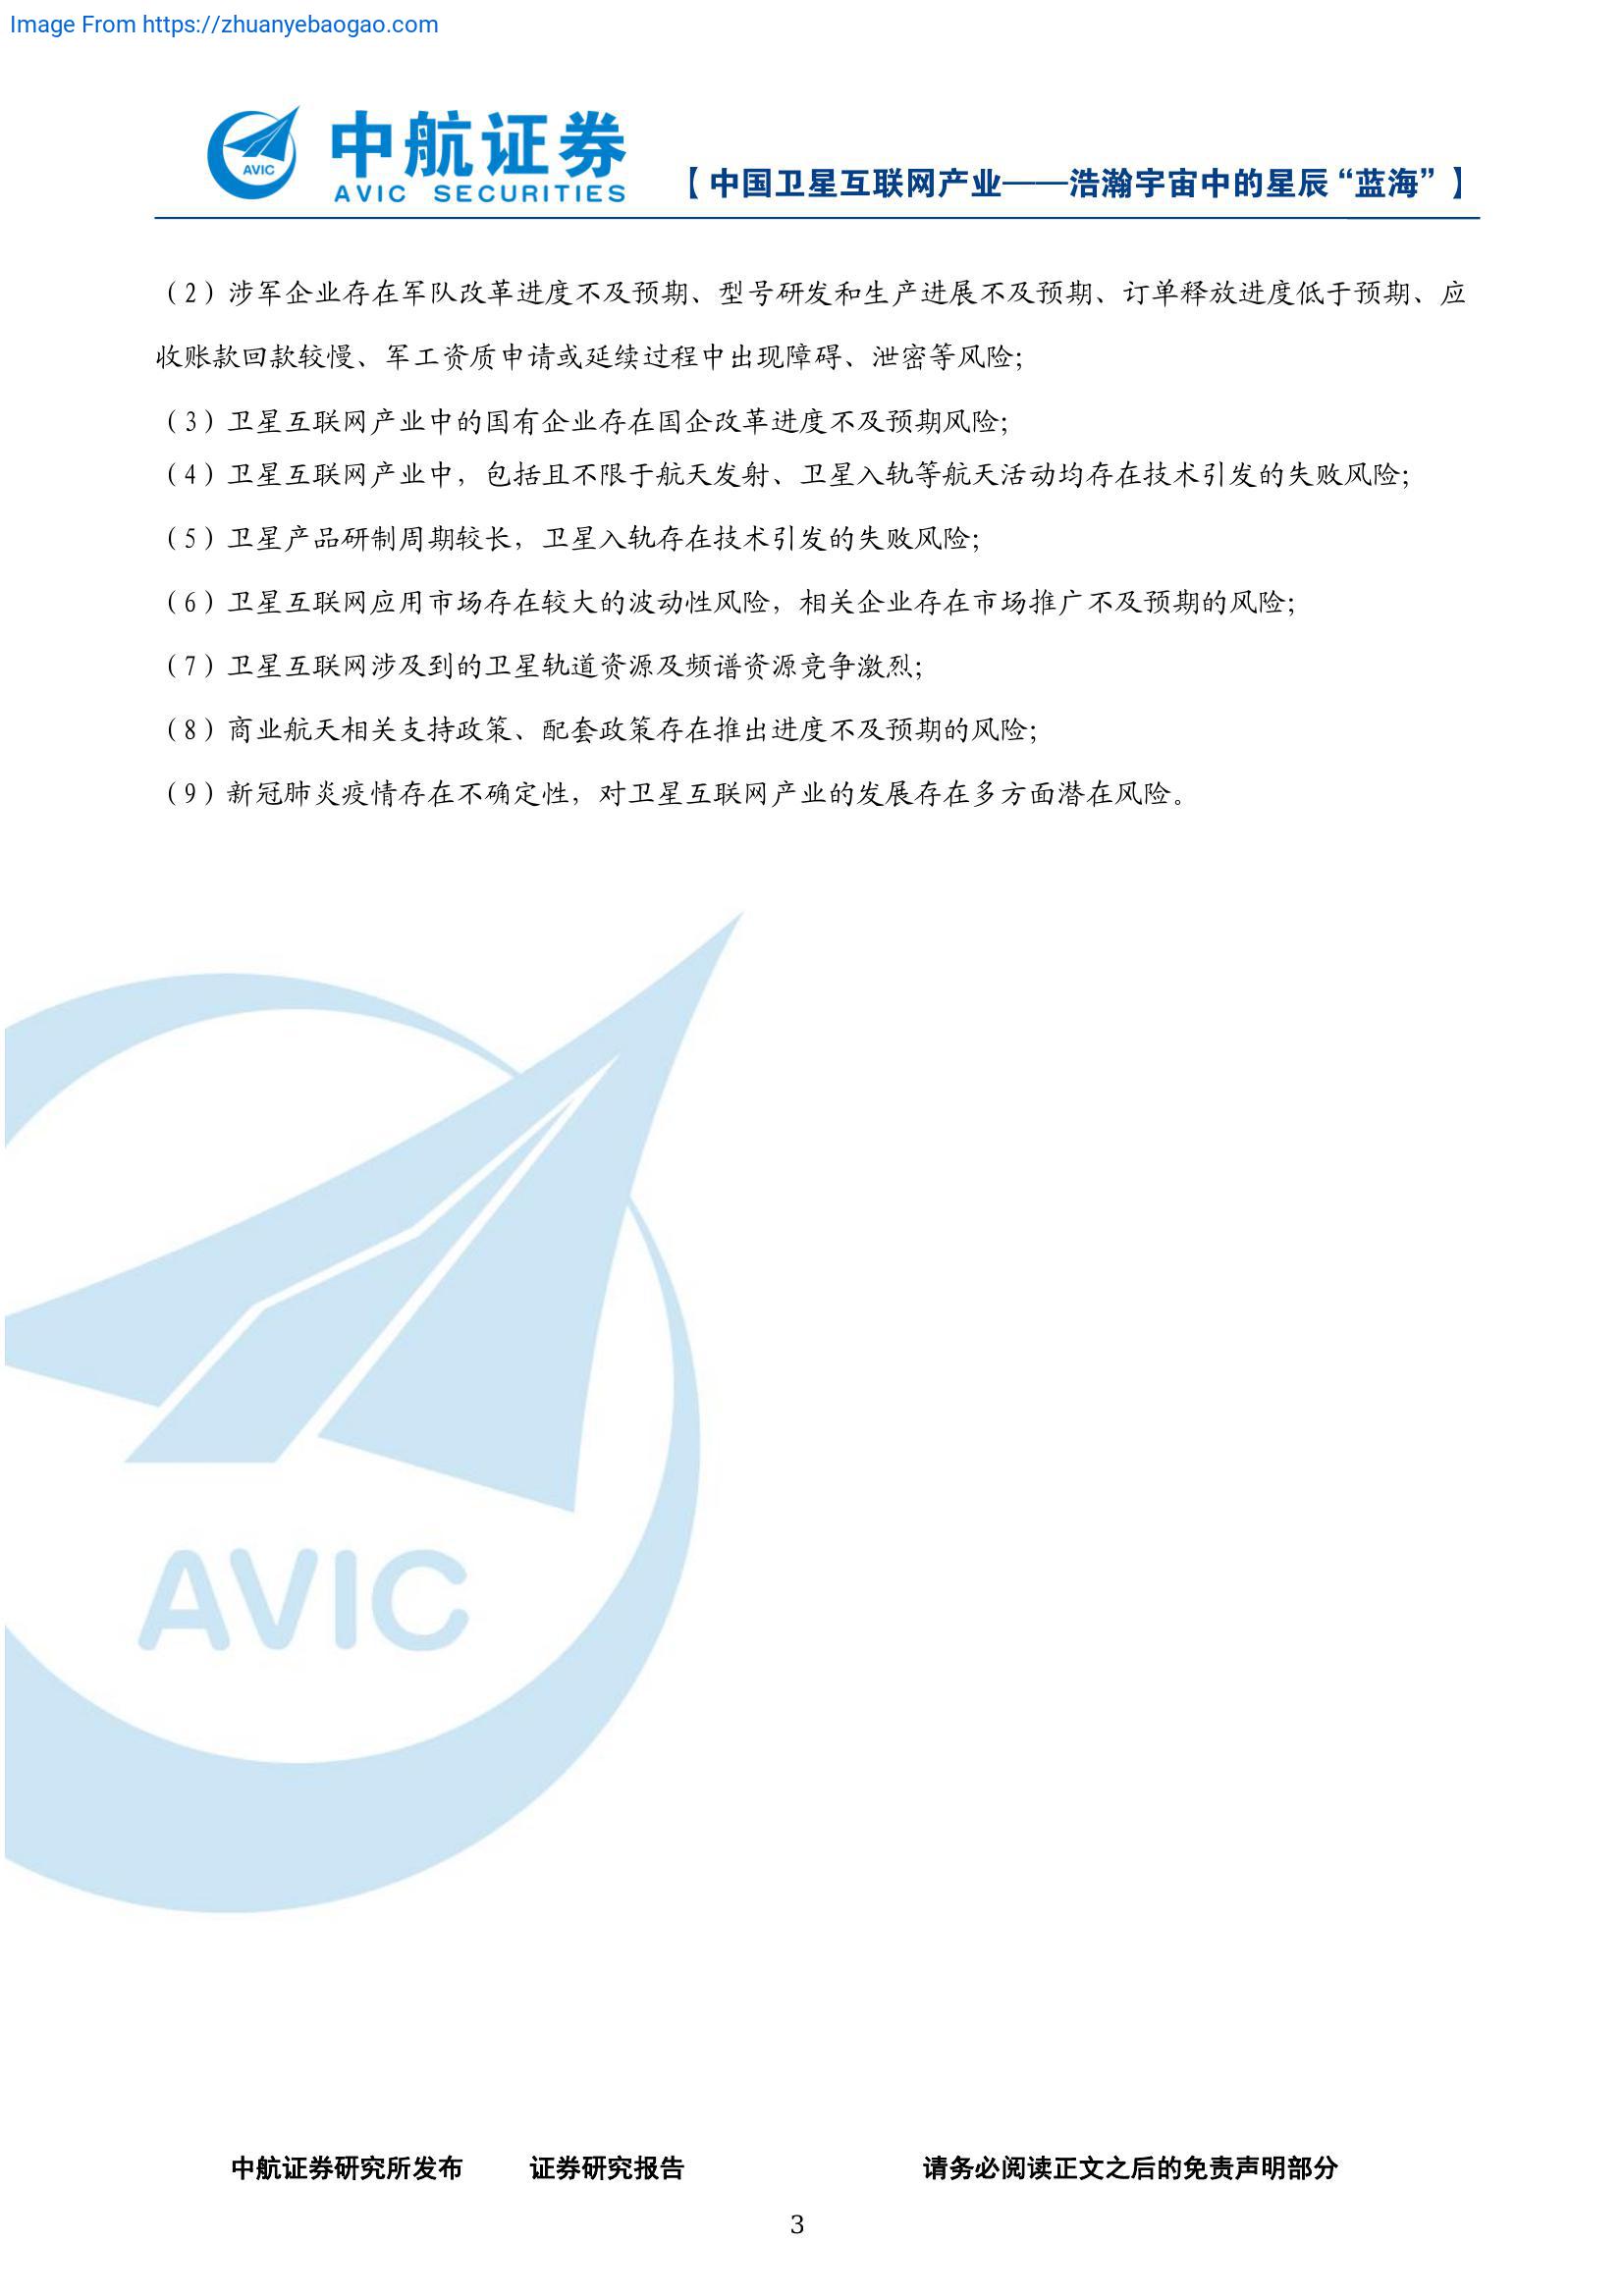 Image From https://zhuanyebaogao.com
AVIC
中航证券
AVIC SECURITIES
【中国卫星互联网产业——浩瀚宇宙中的星辰“蓝海”】
（2）涉军企业存在军队改革进度不及预期、型号研发和生产进展不及预期、订单释放进度低于预期、应
收账款回款较慢、军工资质申请或延续过程中出现障碍、泄密等风险；
（3）卫星互联网产业中的国有企业存在国企改革进度不及预期风险；
（4）卫星互联网产业中，包括且不限于航天发射、卫星入轨等航天活动均存在技术引发的失败风险；
（5）卫星产品研制周期较长，卫星入轨存在技术引发的失败风险；
（6）卫星互联网应用市场存在较大的波动性风险，相关企业存在市场推广不及预期的风险；
（7）卫星互联网涉及到的卫星轨道资源及频谱资源竞争激烈；
（8）商业航天相关支持政策、配套政策存在推出进度不及预期的风险；
（9）新冠肺炎疫情存在不确定性，对卫星互联网产业的发展存在多方面潜在风险。
AVIC
中航证券研究所发布 证券研究报告 请务必阅读正文之后的免责声明部分
3